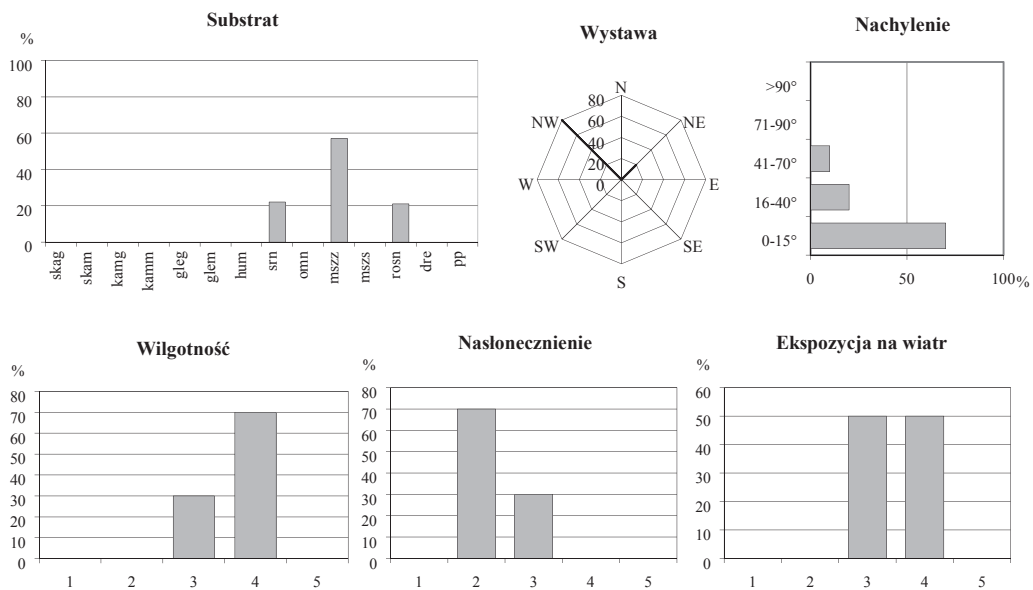 Substrat
%
100
80
60
40
20
0
skag
skam
kamg
kamm
gleg
glem
hum
srn
omn
mszz
mszs
rosn
dre
pp
Wystawa
N
NE
E
SE
S
SW
W
NW
80
60
40
20
0
Nachylenie
>90°
71-90°
41-70°
16-40°
0-15°
0 50 100%
Wilgotność
%
80
70
60
50
40
30
20
10
0
1 2 3 4 5
Nasłonecznienie
%
80
70
60
50
40
30
20
10
0
1 2 3 4 5
Ekspozycja na wiatr
%
60
50
40
30
20
10
0
1 2 3 4 5